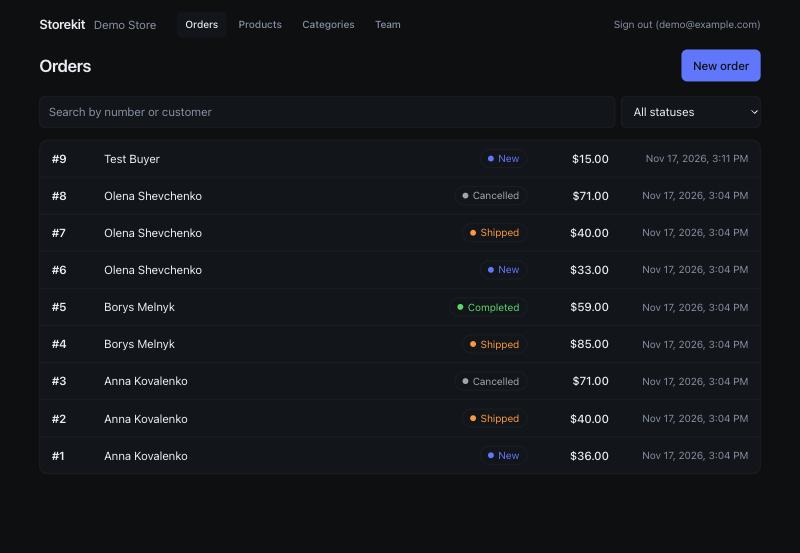 Storekit Demo Store Orders Products Categories Team Sign out (demo@example.com)
Orders New order
Search by number or customer All statuses
#9 Test Buyer New $15.00 Nov 17, 2026, 3:11 PM
#8 Olena Shevchenko Cancelled $71.00 Nov 17, 2026, 3:04 PM
#7 Olena Shevchenko Shipped $40.00 Nov 17, 2026, 3:04 PM
#6 Olena Shevchenko New $33.00 Nov 17, 2026, 3:04 PM
#5 Borys Melnyk Completed $59.00 Nov 17, 2026, 3:04 PM
#4 Borys Melnyk Shipped $85.00 Nov 17, 2026, 3:04 PM
#3 Anna Kovalenko Cancelled $71.00 Nov 17, 2026, 3:04 PM
#2 Anna Kovalenko Shipped $40.00 Nov 17, 2026, 3:04 PM
#1 Anna Kovalenko New $36.00 Nov 17, 2026, 3:04 PM